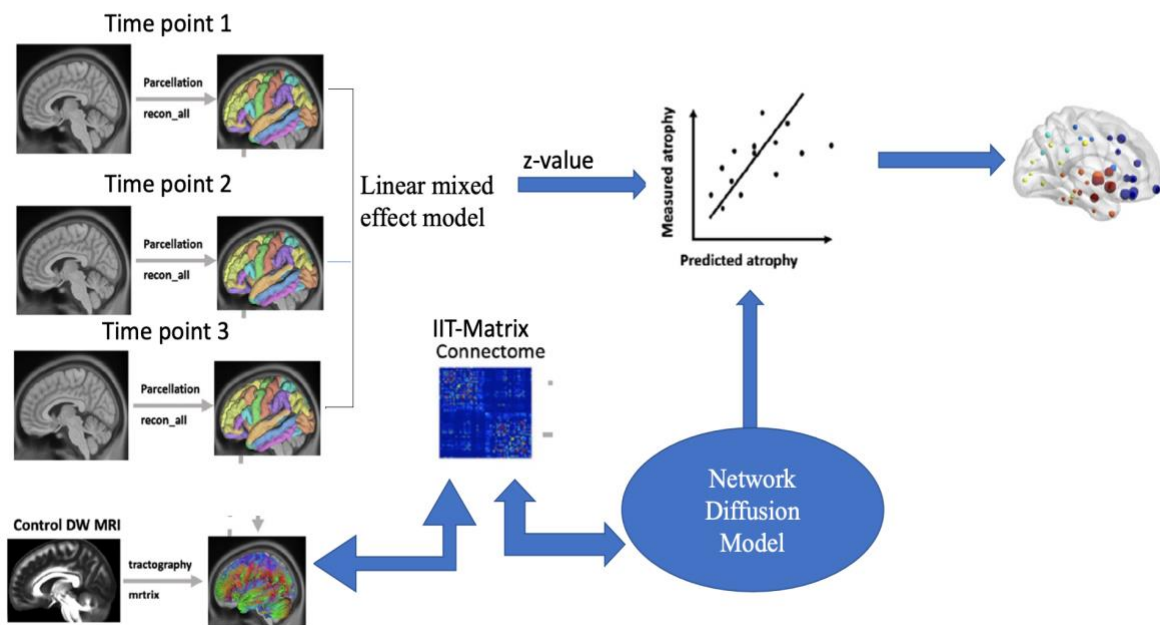 Time point 1
Parcellation
recon_all
Time point 2
Parcellation
recon_all
Time point 3
Parcellation
recon_all
Linear mixed
effect model
z-value
Measured atrophy
Predicted atrophy
IIT-Matrix
Connectome
Network
Diffusion
Model
Control DW MRI
tractography
mrtrix